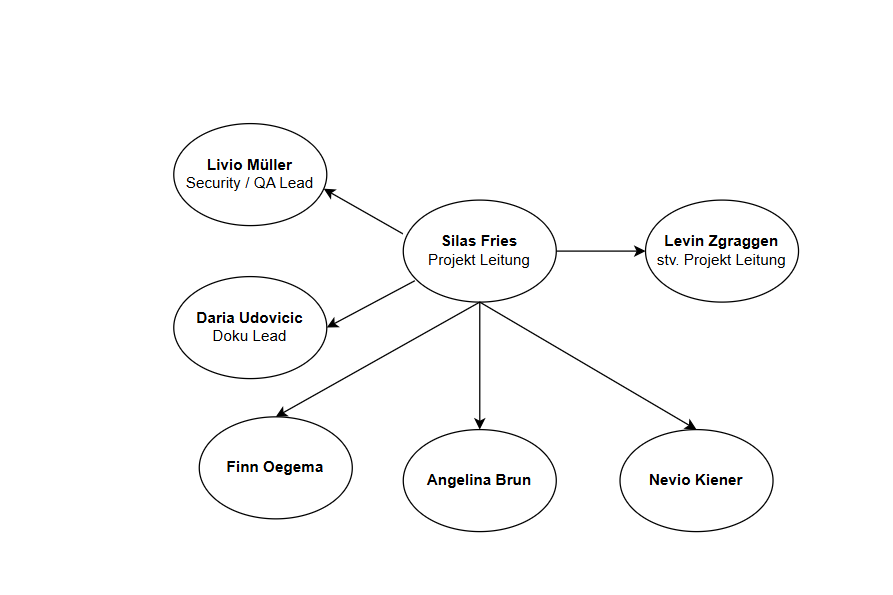 Livio Müller
Security / QA Lead
Silas Fries
Projekt Leitung
Levin Zgraggen
stv. Projekt Leitung
Daria Udovicic
Doku Lead
Finn Oegema
Angelina Brun
Nevio Kiener